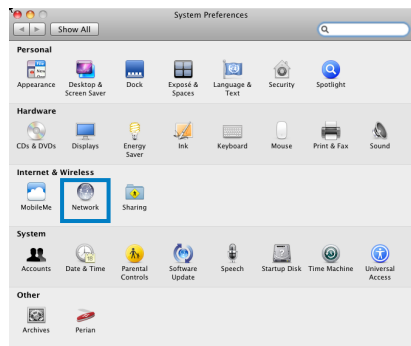 System Preferences
Show All
Personal
Appearance
Desktop & Screen Saver
Dock
Exposé & Spaces
Language & Text
Security
Spotlight
Hardware
CDs & DVDs
Displays
Energy Saver
Ink
Keyboard
Mouse
Print & Fax
Sound
Internet & Wireless
MobileMe
Network
Sharing
System
Accounts
Date & Time
Parental Controls
Software Update
Speech
Startup Disk
Time Machine
Universal Access
Other
Archives
Perian